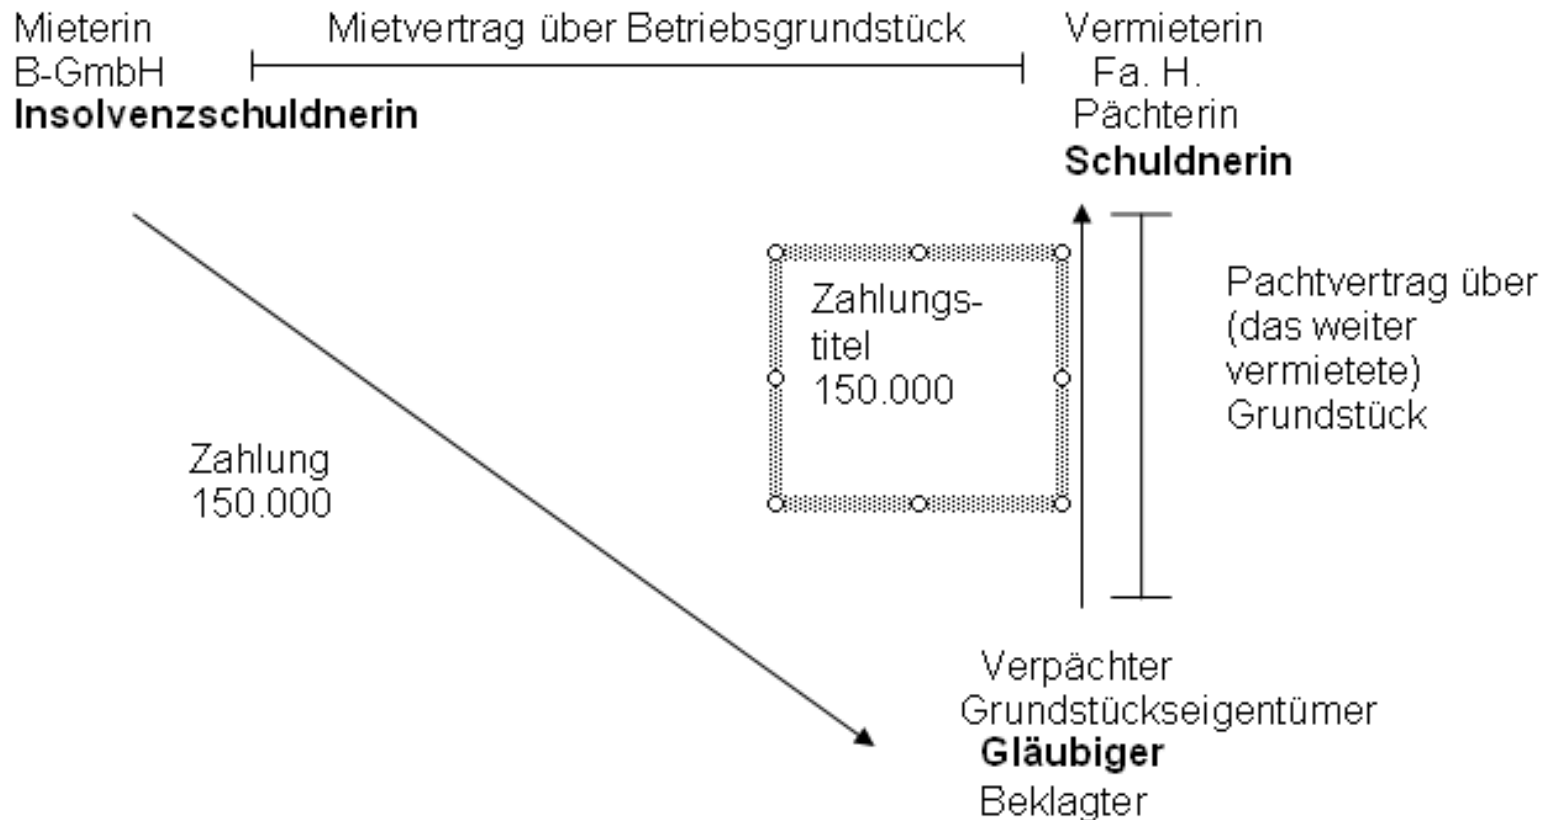 Mieterin
B-GmbH
Insolvenzschuldnerin
Mietvertrag über Betriebsgrundstück
Vermieterin
Fa. H.
Pächterin
Schuldnerin
Zahlungs-
titel
150.000
Pachtvertrag über
(das weiter
vermietete)
Grundstück
Zahlung
150.000
Verpächter
Grundstückseigentümer
Gläubiger
Beklagter